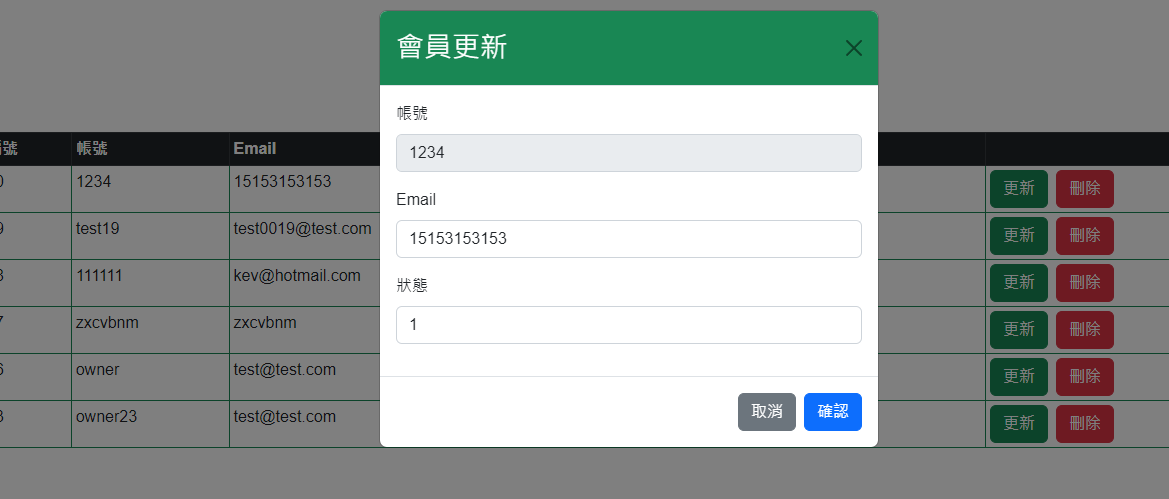 會員更新
帳號
1234
Email
15153153153
狀態
1
取消 確認
號 帳號 Email
0 1234 15153153153 更新 刪除
9 test19 test0019@test.com 更新 刪除
3 111111 kev@hotmail.com 更新 刪除
7 zxcvbnm zxcvbnm 更新 刪除
6 owner test@test.com 更新 刪除
3 owner23 test@test.com 更新 刪除